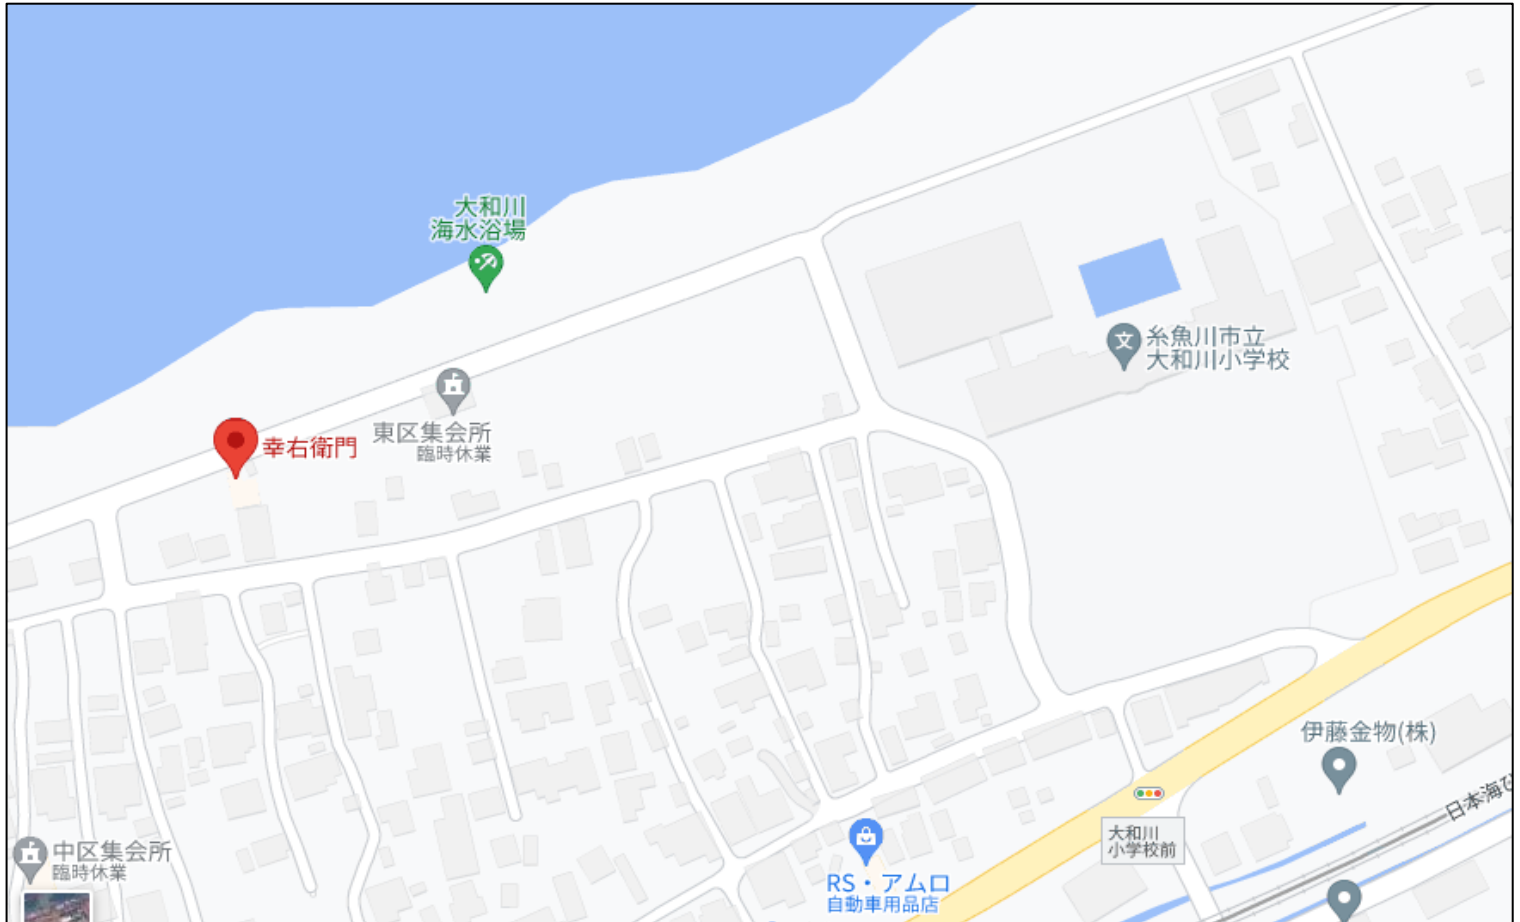 大和川
海水浴場
糸魚川市立
大和川小学校
東区集会所
臨時休業
幸右衛門
文
伊藤金物(株)
日本海ひ
大和川
小学校前
中区集会所
臨時休業
RS・アムロ
自動車用品店